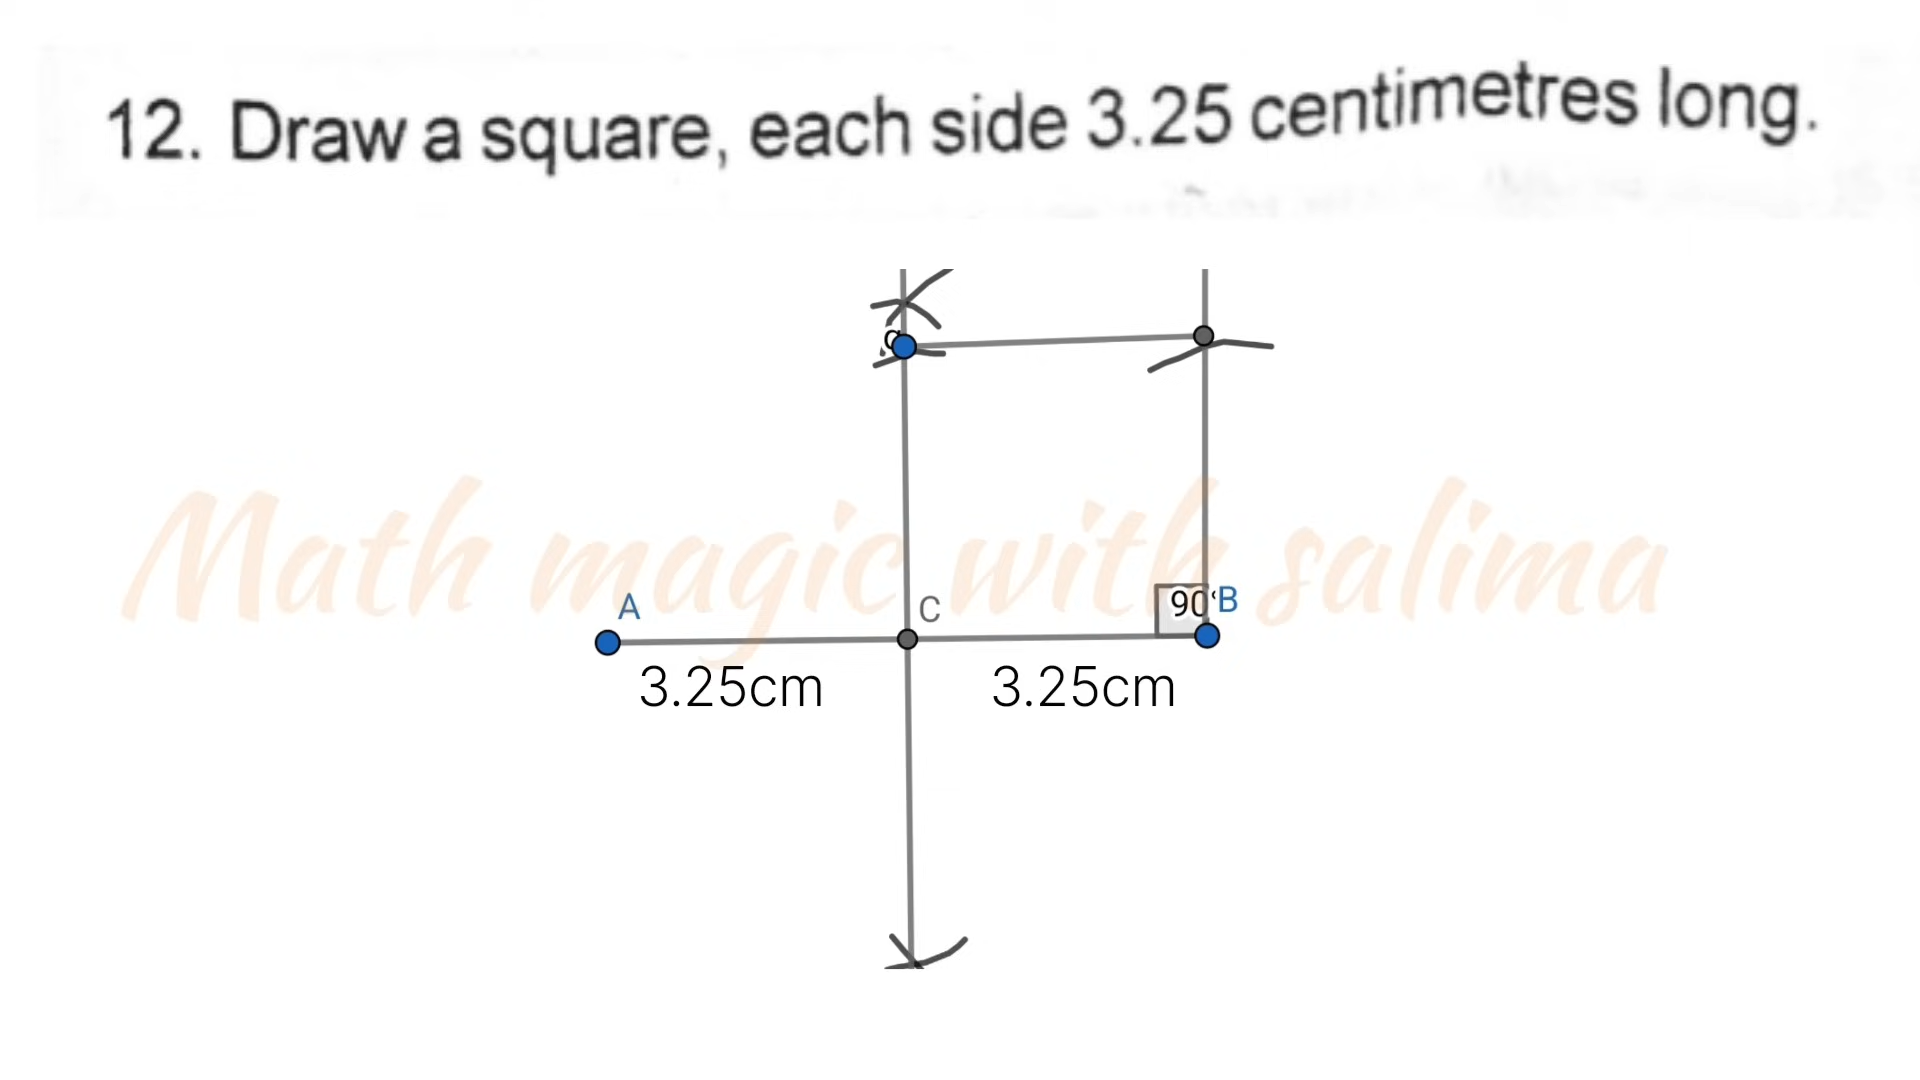 12. Draw a square, each side 3.25 centimetres long.
Math magic with salima
A
C
90°
B
3.25cm
3.25cm